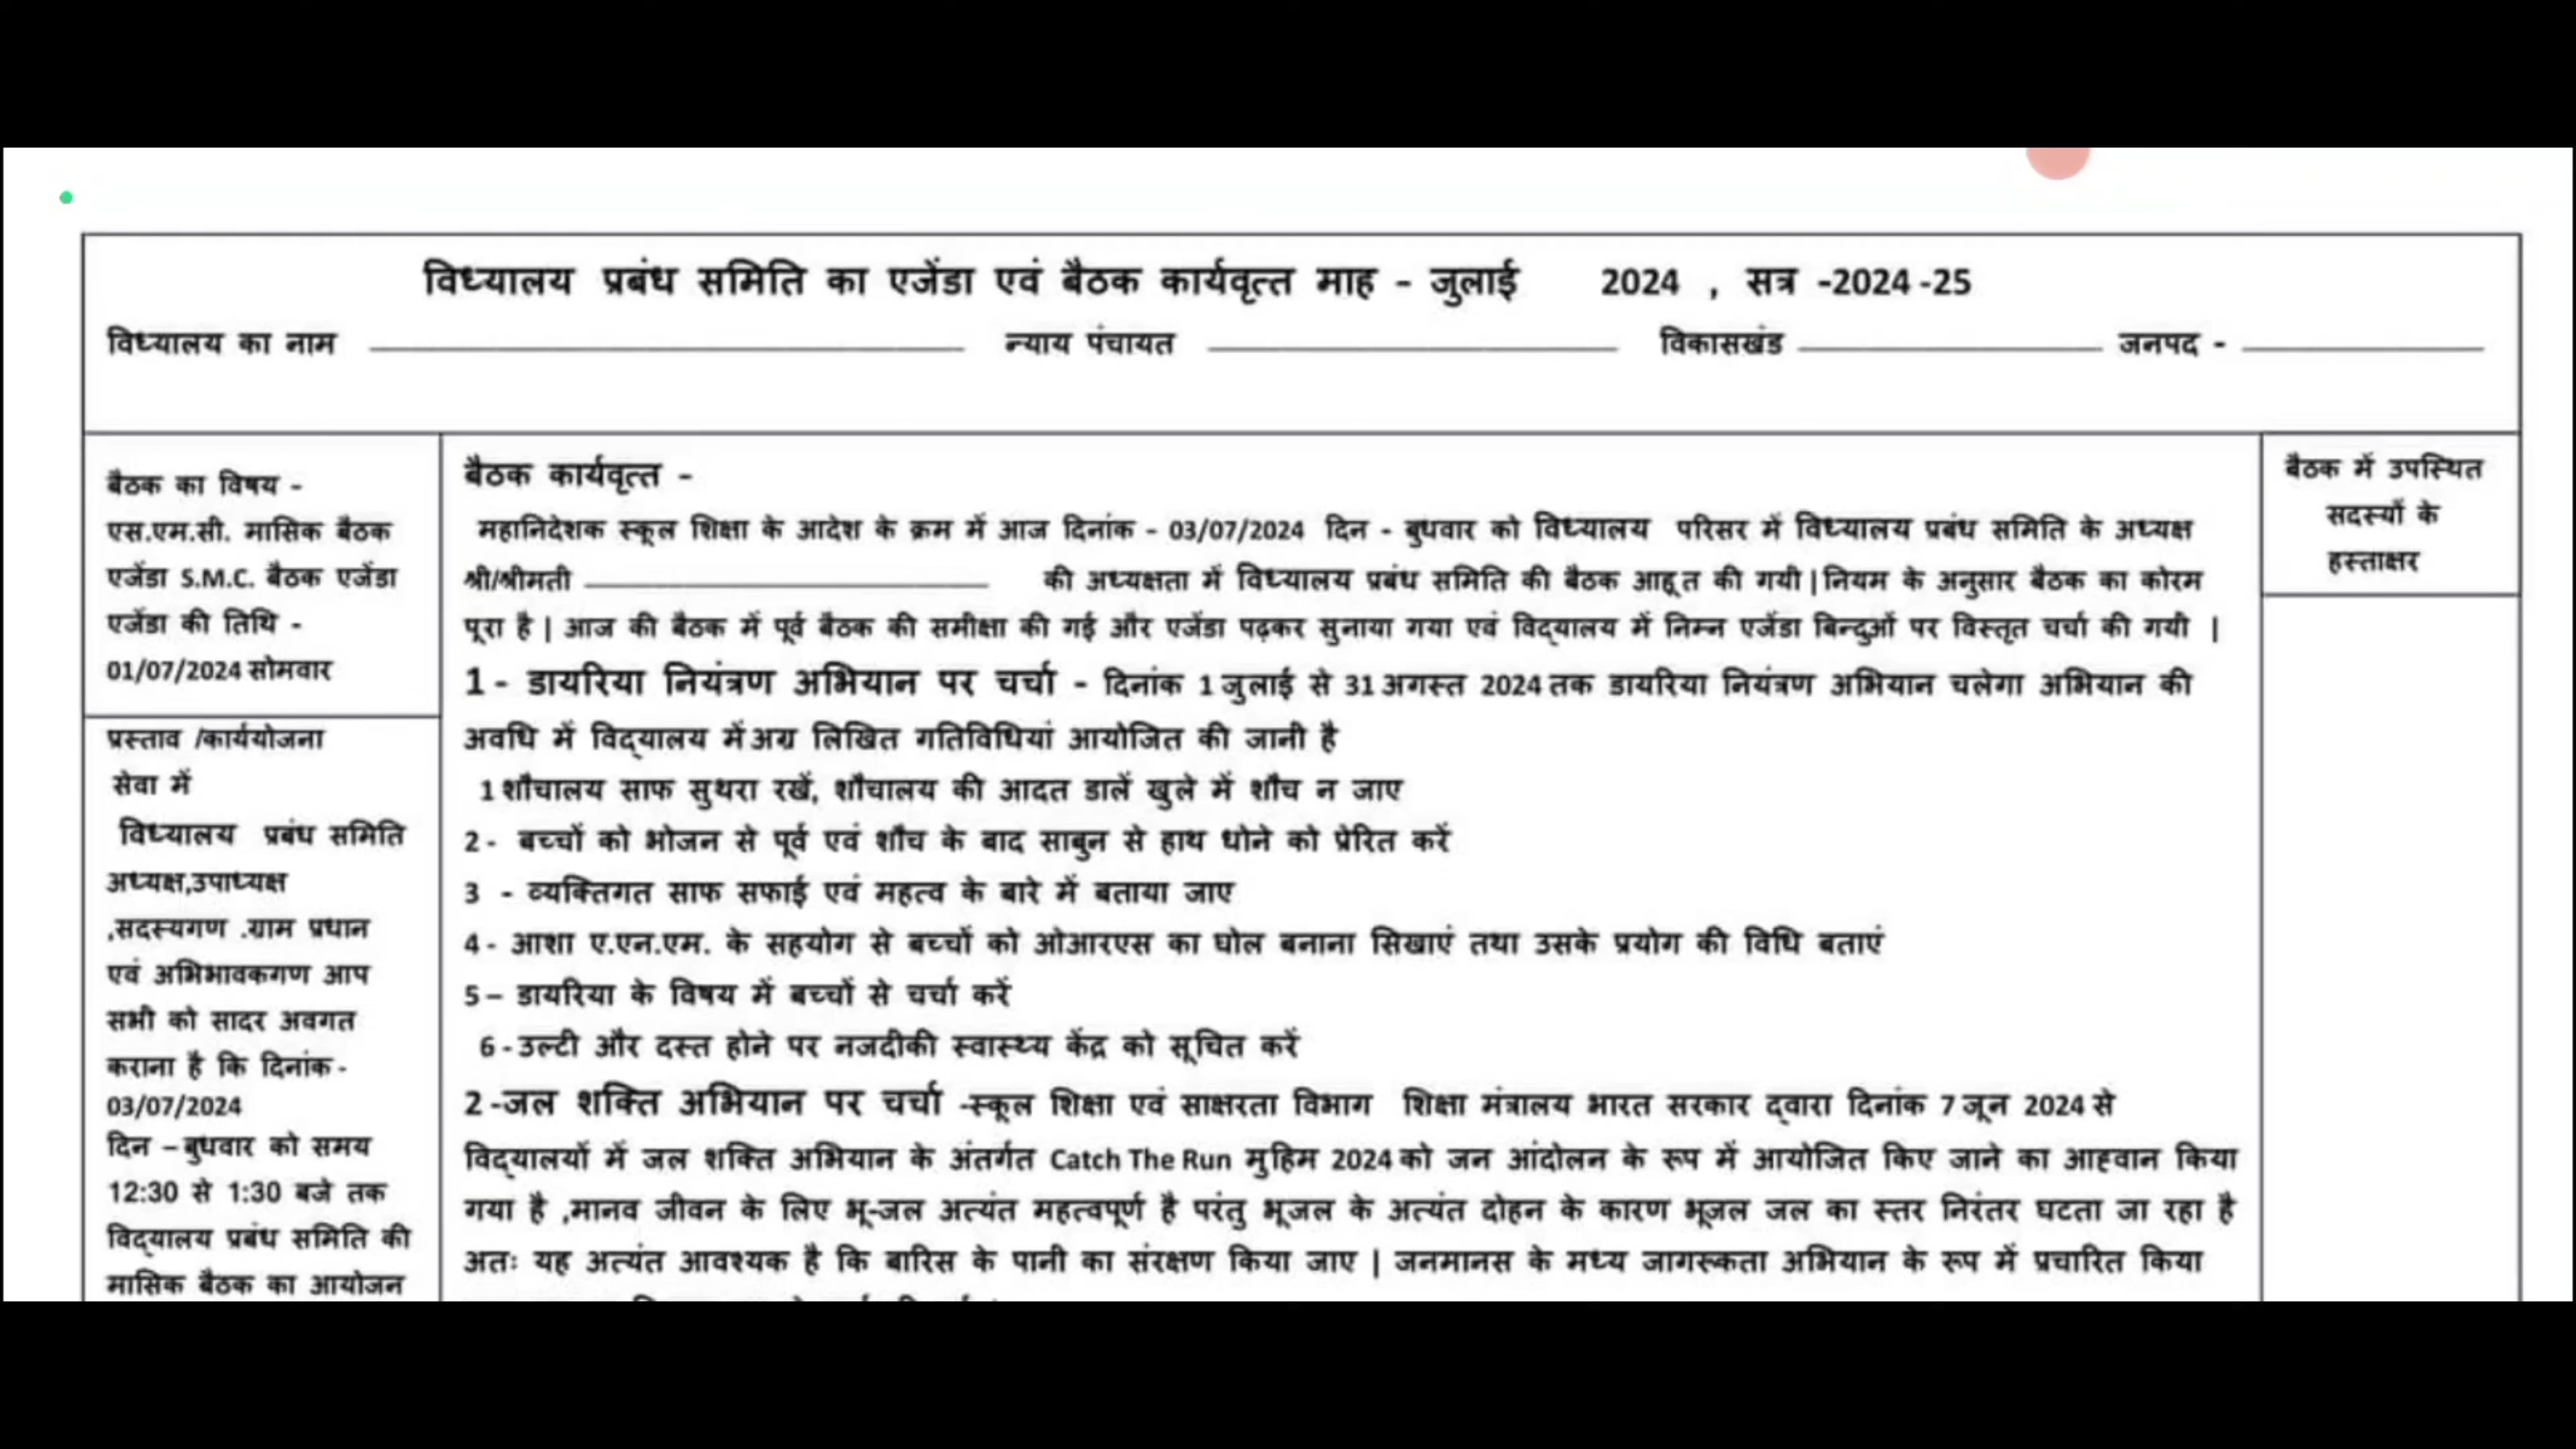 विध्यालय प्रबंध समिति का एजेंडा एवं बैठक कार्यवृत्त माह - जुलाई 2024 , सत्र -2024 -25
विध्यालय का नाम ____________ न्याय पंचायत ____________ विकासखंड ____________ जनपद - ____________
बैठक का विषय -
एस.एम.सी. मासिक बैठक
एजेंडा S.M.C. बैठक एजेंडा
एजेंडा की तिथि -
01/07/2024 सोमवार
प्रस्ताव /कार्ययोजना
सेवा में
विध्यालय प्रबंध समिति
अध्यक्ष,उपाध्यक्ष
,सदस्यगण .ग्राम प्रधान
एवं अभिभावकगण आप
सभी को सादर अवगत
कराना है कि दिनांक -
03/07/2024
दिन – बुधवार को समय
12:30 से 1:30 बजे तक
विद्यालय प्रबंध समिति की
मासिक बैठक का आयोजन
बैठक कार्यवृत्त -
महानिदेशक स्कूल शिक्षा के आदेश के क्रम में आज दिनांक - 03/07/2024 दिन - बुधवार को विध्यालय परिसर में विध्यालय प्रबंध समिति के अध्यक्ष
श्री/श्रीमती ____________ की अध्यक्षता में विध्यालय प्रबंध समिति की बैठक आहूत की गयी | नियम के अनुसार बैठक का कोरम
पूरा है | आज की बैठक में पूर्व बैठक की समीक्षा की गई और एजेंडा पढ़कर सुनाया गया एवं विद्यालय में निम्न एजेंडा बिन्दुओं पर विस्तृत चर्चा की गयी |
1 - डायरिया नियंत्रण अभियान पर चर्चा - दिनांक 1 जुलाई से 31 अगस्त 2024 तक डायरिया नियंत्रण अभियान चलेगा अभियान की
अवधि में विद्यालय में अग्र लिखित गतिविधियां आयोजित की जानी है
1 शौचालय साफ सुथरा रखें, शौचालय की आदत डालें खुले में शौच न जाए
2 - बच्चों को भोजन से पूर्व एवं शौच के बाद साबुन से हाथ धोने को प्रेरित करें
3 - व्यक्तिगत साफ सफाई एवं महत्व के बारे में बताया जाए
4 - आशा ए.एन.एम. के सहयोग से बच्चों को ओआरएस का घोल बनाना सिखाएं तथा उसके प्रयोग की विधि बताएं
5 – डायरिया के विषय में बच्चों से चर्चा करें
6 - उल्टी और दस्त होने पर नजदीकी स्वास्थ्य केंद्र को सूचित करें
2 -जल शक्ति अभियान पर चर्चा -स्कूल शिक्षा एवं साक्षरता विभाग शिक्षा मंत्रालय भारत सरकार द्वारा दिनांक 7 जून 2024 से
विद्यालयों में जल शक्ति अभियान के अंतर्गत Catch The Run मुहिम 2024 को जन आंदोलन के रूप में आयोजित किए जाने का आह्वान किया
गया है ,मानव जीवन के लिए भू-जल अत्यंत महत्वपूर्ण है परंतु भूजल के अत्यंत दोहन के कारण भूजल जल का स्तर निरंतर घटता जा रहा है
अतः यह अत्यंत आवश्यक है कि बारिस के पानी का संरक्षण किया जाए | जनमानस के मध्य जागरूकता अभियान के रूप में प्रचारित किया
बैठक में उपस्थित
सदस्यों के
हस्ताक्षर